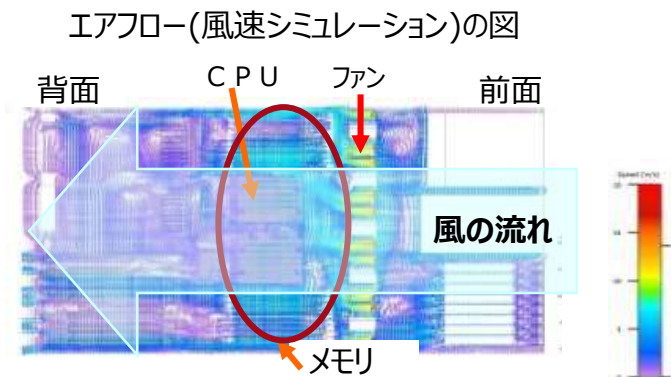 エアフロー(風速シミュレーション)の図
背面
ＣＰＵ
ファン
前面
風の流れ
メモリ